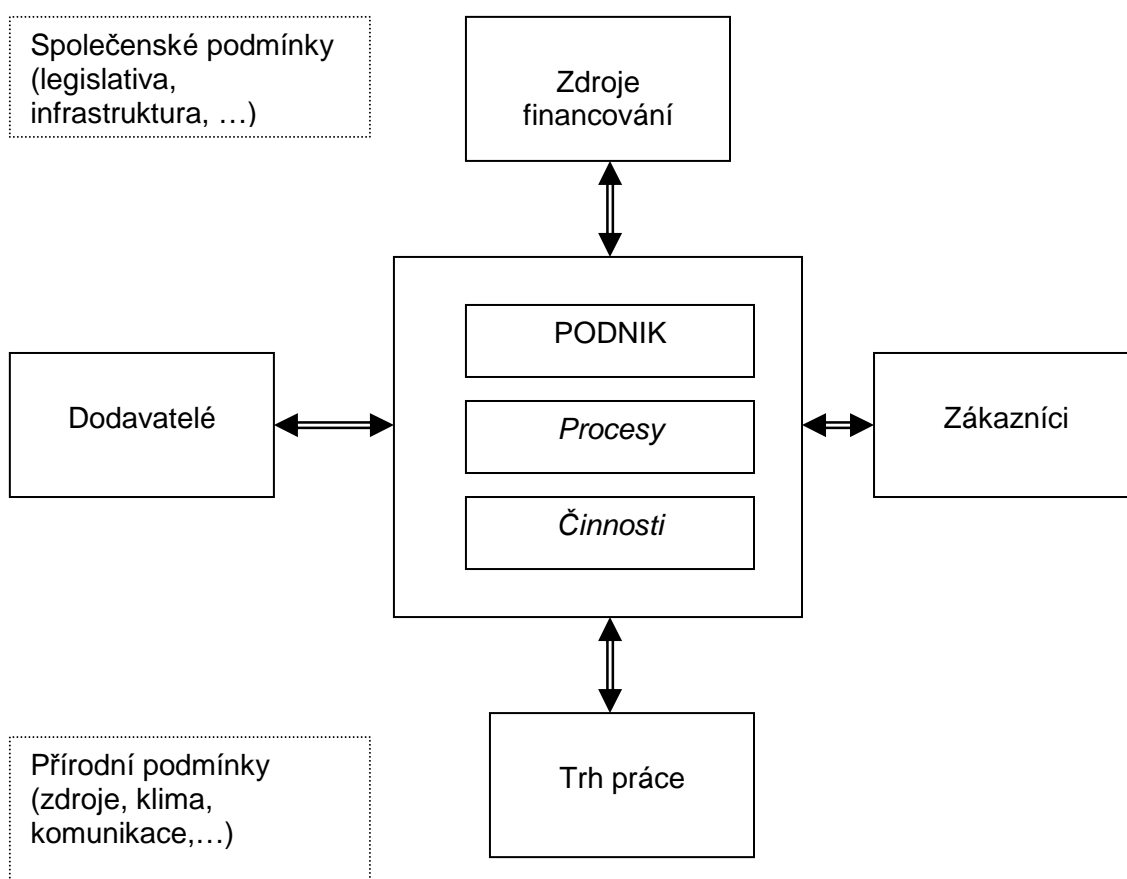 Společenské podmínky
(legislativa,
infrastruktura, …)
Zdroje
financování
PODNIK
Dodavatelé
Procesy
Zákazníci
Činnosti
Přírodní podmínky
(zdroje, klima,
komunikace,…)
Trh práce